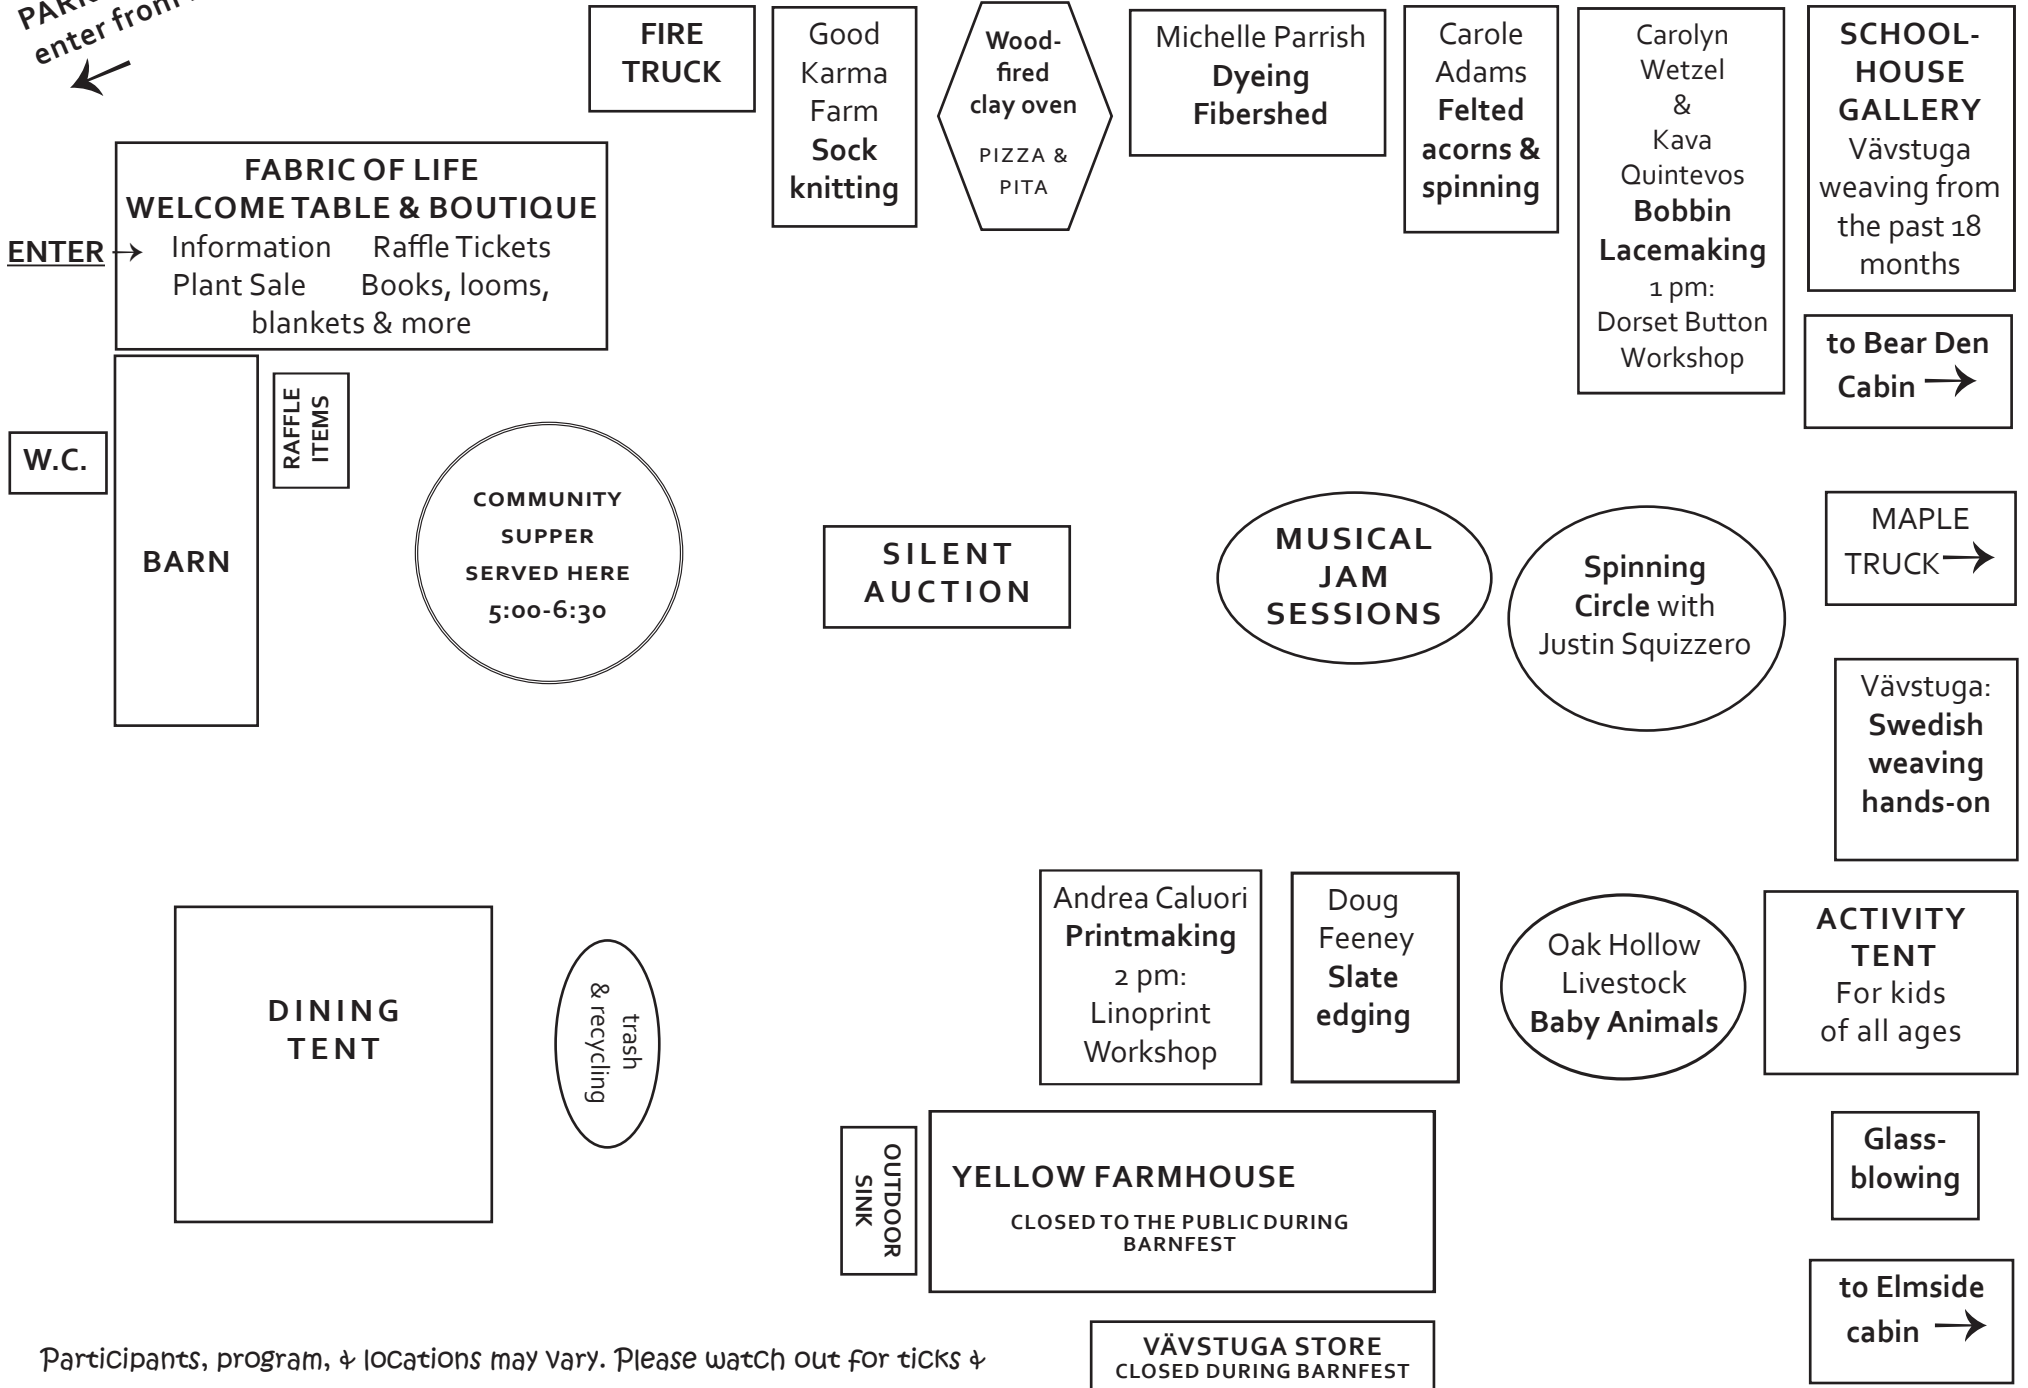 enter from
FIRE
TRUCK
Good
Karma
Farm
Sock
knitting
Wood-
fired
clay oven
PIZZA &
PITA
Michelle Parrish
Dyeing
Fibershed
Carole
Adams
Felted
acorns &
spinning
Carolyn
Wetzel
&
Kava
Quintevos
Bobbin
Lacemaking
1 pm:
Dorset Button
Workshop
SCHOOL-
HOUSE
GALLERY
Vävstuga
weaving from
the past 18
months
ENTER →
FABRIC OF LIFE
WELCOME TABLE & BOUTIQUE
Information Raffle Tickets
Plant Sale Books, looms,
blankets & more
to Bear Den
Cabin →
W.C.
BARN
RAFFLE
ITEMS
COMMUNITY
SUPPER
SERVED HERE
5:00-6:30
SILENT
AUCTION
MUSICAL
JAM
SESSIONS
Spinning
Circle with
Justin Squizzero
MAPLE
TRUCK →
Vävstuga:
Swedish
weaving
hands-on
DINING
TENT
trash
& recycling
Andrea Caluori
Printmaking
2 pm:
Linoprint
Workshop
Doug
Feeney
Slate
edging
Oak Hollow
Livestock
Baby Animals
ACTIVITY
TENT
For kids
of all ages
OUTDOOR
SINK
YELLOW FARMHOUSE
CLOSED TO THE PUBLIC DURING
BARNFEST
Glass-
blowing
to Elmside
cabin →
VÄVSTUGA STORE
CLOSED DURING BARNFEST
Participants, program, & locations may vary. Please watch out for ticks &